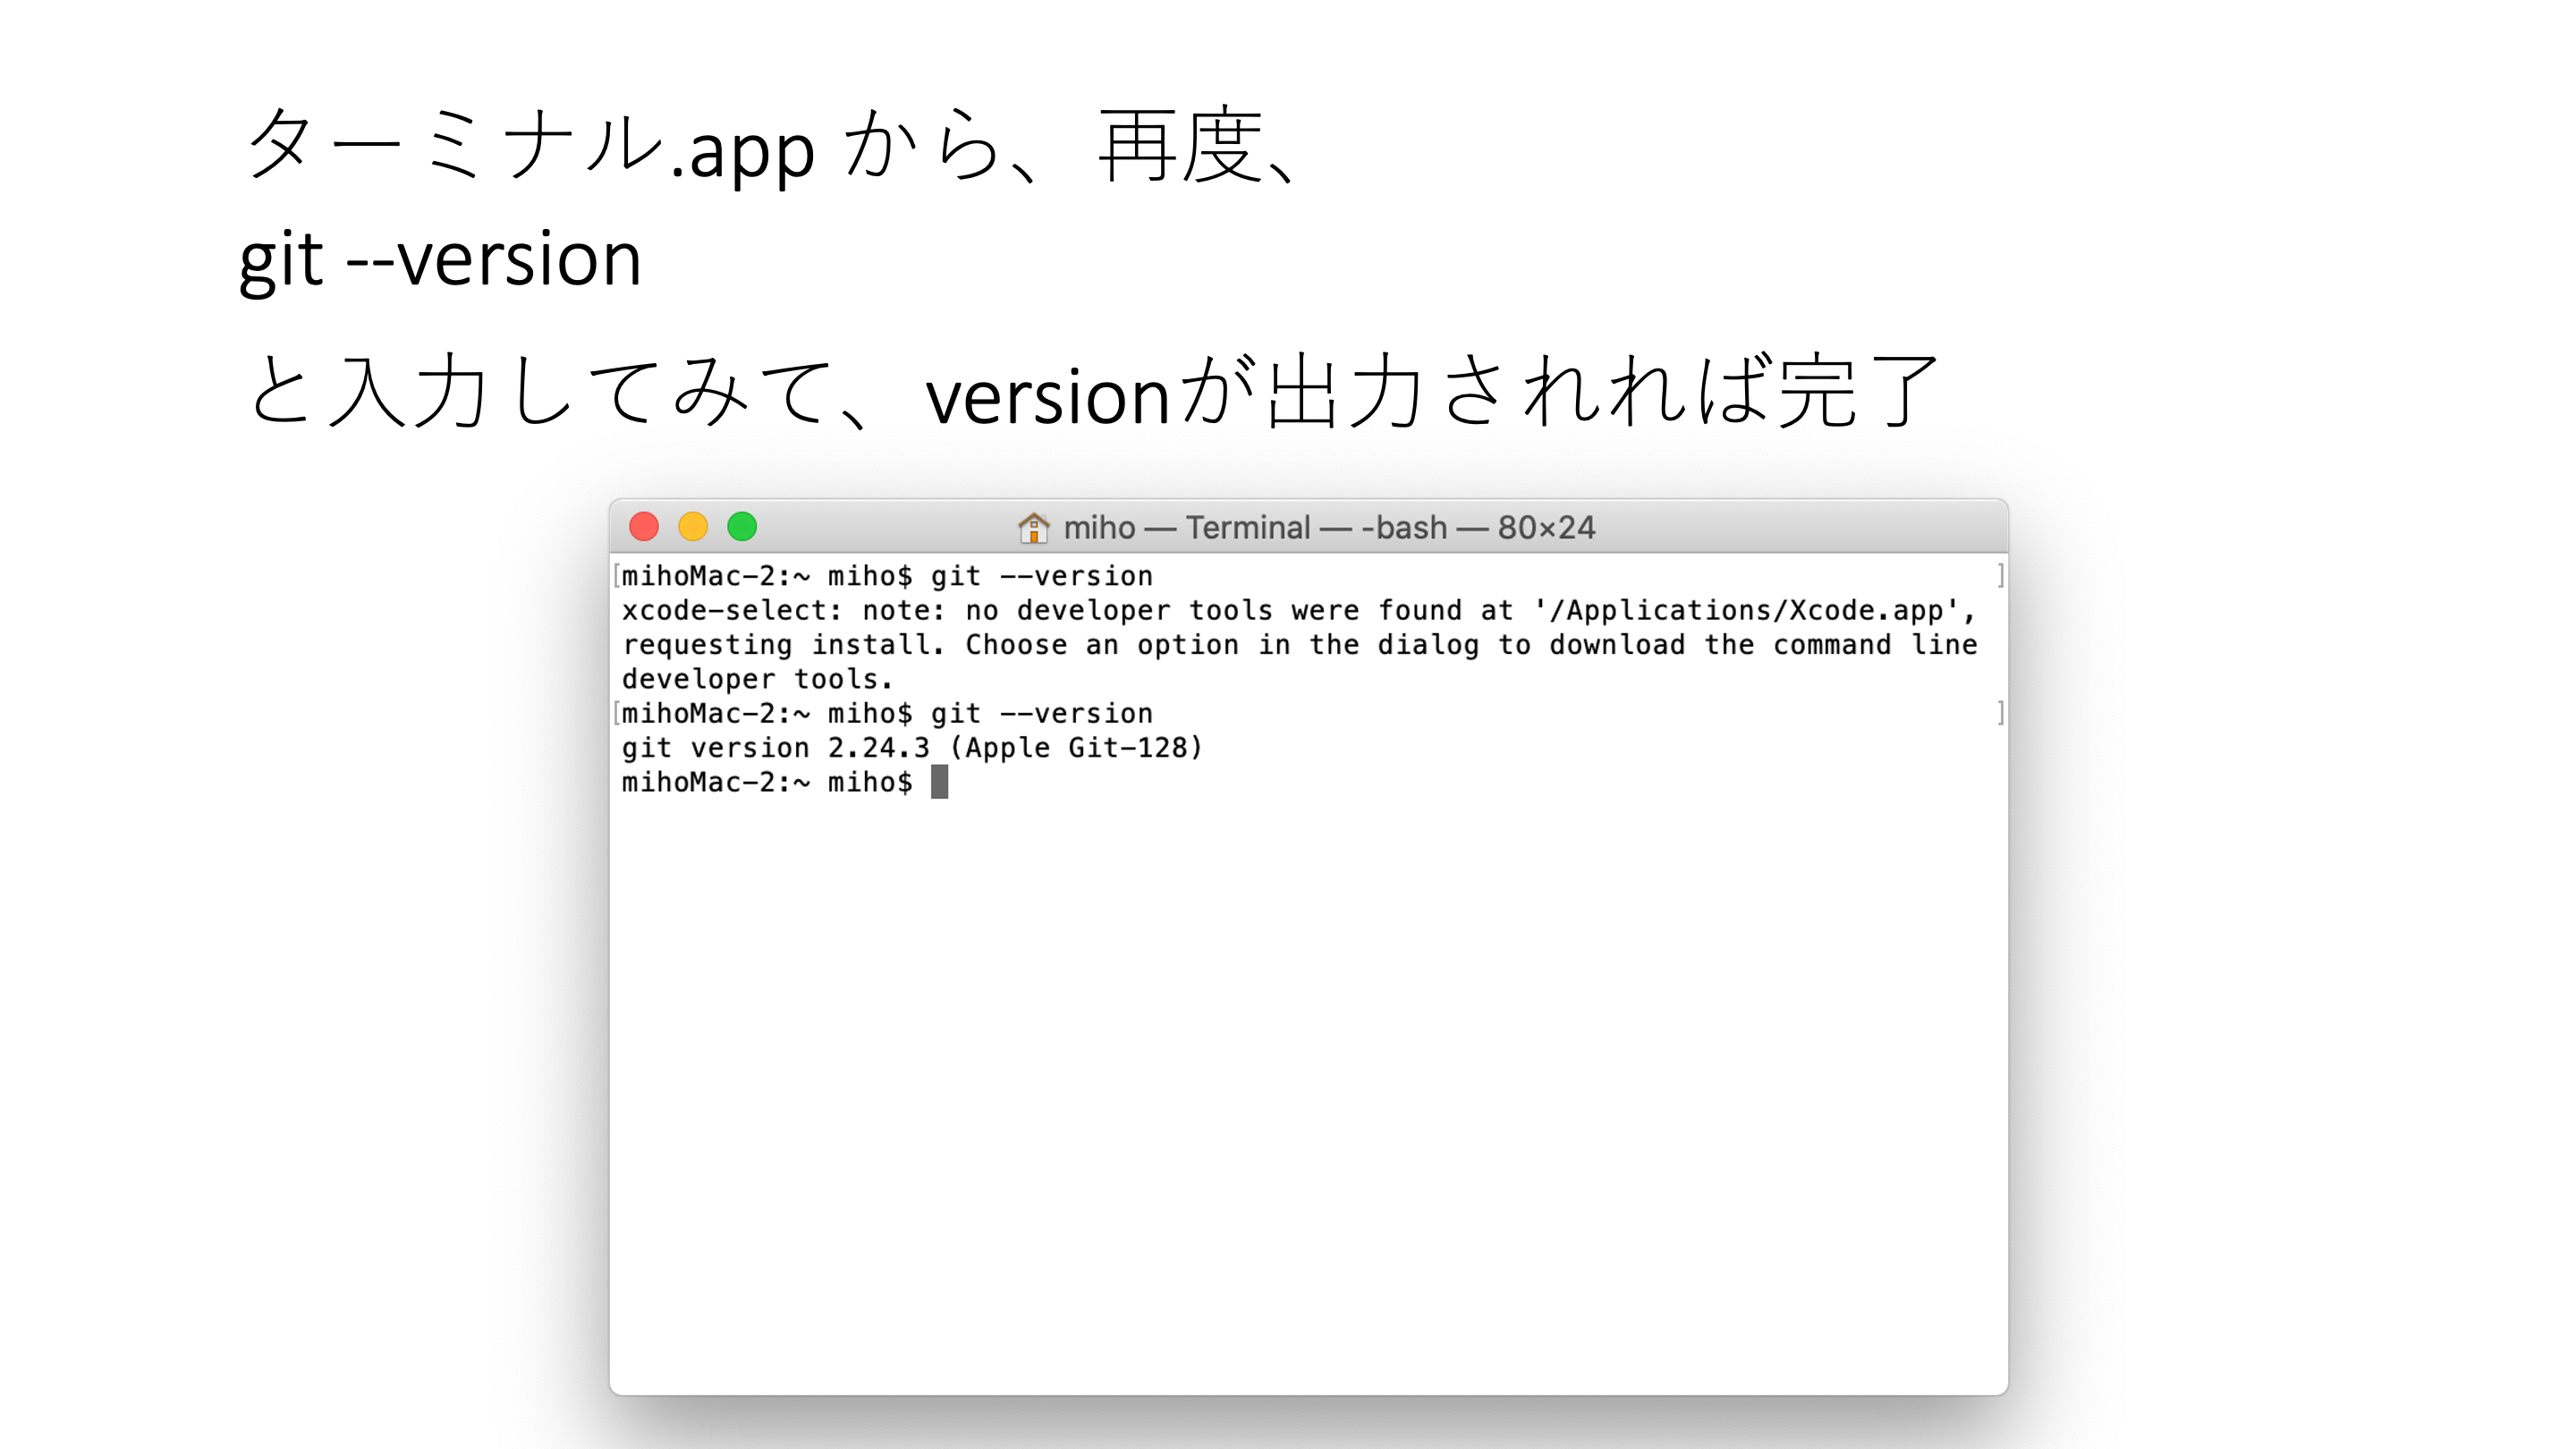 ターミナル.app から、再度、
git --version
と入力してみて、versionが出力されれば完了
miho — Terminal — -bash — 80×24
[mihoMac-2:~ miho$ git --version ]
xcode-select: note: no developer tools were found at '/Applications/Xcode.app',
requesting install. Choose an option in the dialog to download the command line
developer tools.
[mihoMac-2:~ miho$ git --version ]
git version 2.24.3 (Apple Git-128)
mihoMac-2:~ miho$